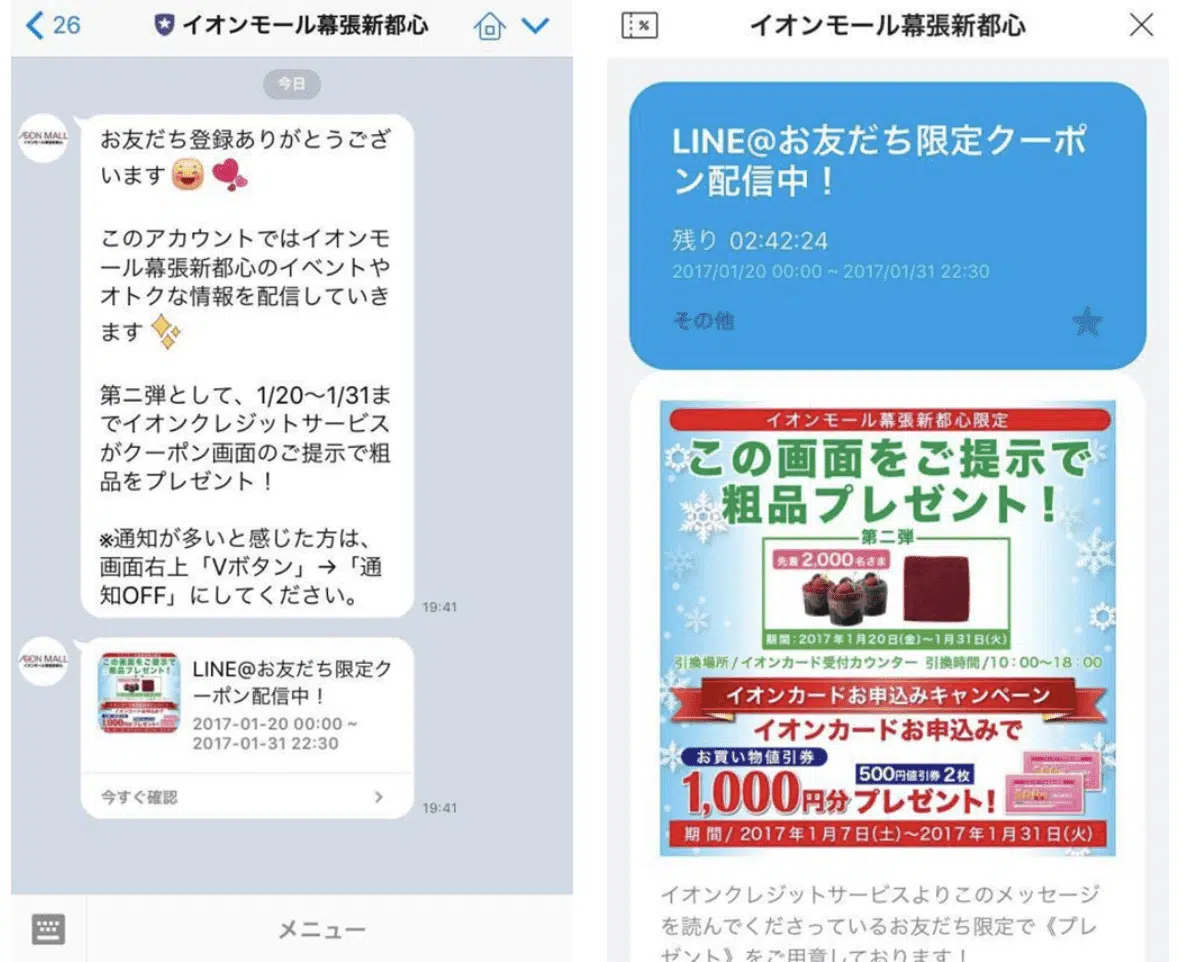 26
イオンモール幕張新都心
今日
ÆON MALL
お友だち登録ありがとうござ
います
このアカウントではイオンモ
ール幕張新都心のイベントや
オトクな情報を配信していき
ます
第二弾として、1/20〜1/31ま
でイオンクレジットサービス
がクーポン画面のご提示で粗
品をプレゼント！
※通知が多いと感じた方は、
画面右上「Vボタン」→「通
知OFF」にしてください。
19:41
ÆON MALL
この画面をご提示で
粗品プレゼント！
LINE@お友だち限定ク
ーポン配信中！
2017-01-20 00:00 ~
2017-01-31 22:30
今すぐ確認
19:41
メニュー
%
イオンモール幕張新都心
LINE@お友だち限定クーポ
ン配信中！
残り 02:42:24
2017/01/20 00:00 ~ 2017/01/31 22:30
その他
イオンモール幕張新都心限定
この画面をご提示で
粗品プレゼント！
第二弾
先着2,000名さま
期間：2017年1月20日(金)〜1月31日(火)
引換場所/イオンカード受付カウンター 引換時間/10：00〜18：00
イオンカードお申込みキャンペーン
イオンカードお申込みで
お買い物値引券
500円値引券2枚
1,000円分プレゼント！
期間/2017年1月7日(土)〜2017年1月31日(火)
イオンクレジットサービスよりこのメッセージ
を読んでくださっているお友だち限定で《プレ
ゼント》をご用意しております！